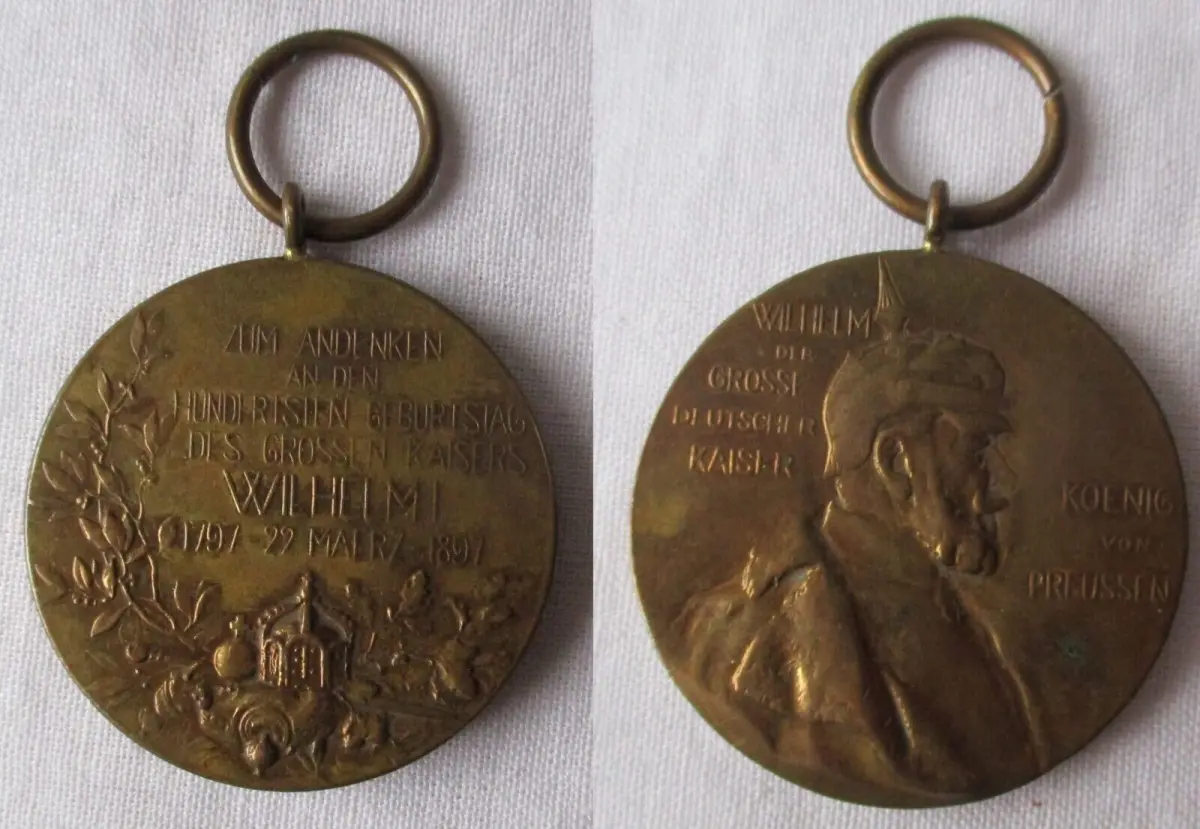 ZUM ANDENKEN
AN DEN
HUNDERTSTEN GEBURTSTAG
DES GROSSEN KAISERS
WILHELM I
1797 - 22 MAERZ - 1897
WILHELM
DER
GROSSE
DEUTSCHER
KAISER
KOENIG
VON
PREUSSEN